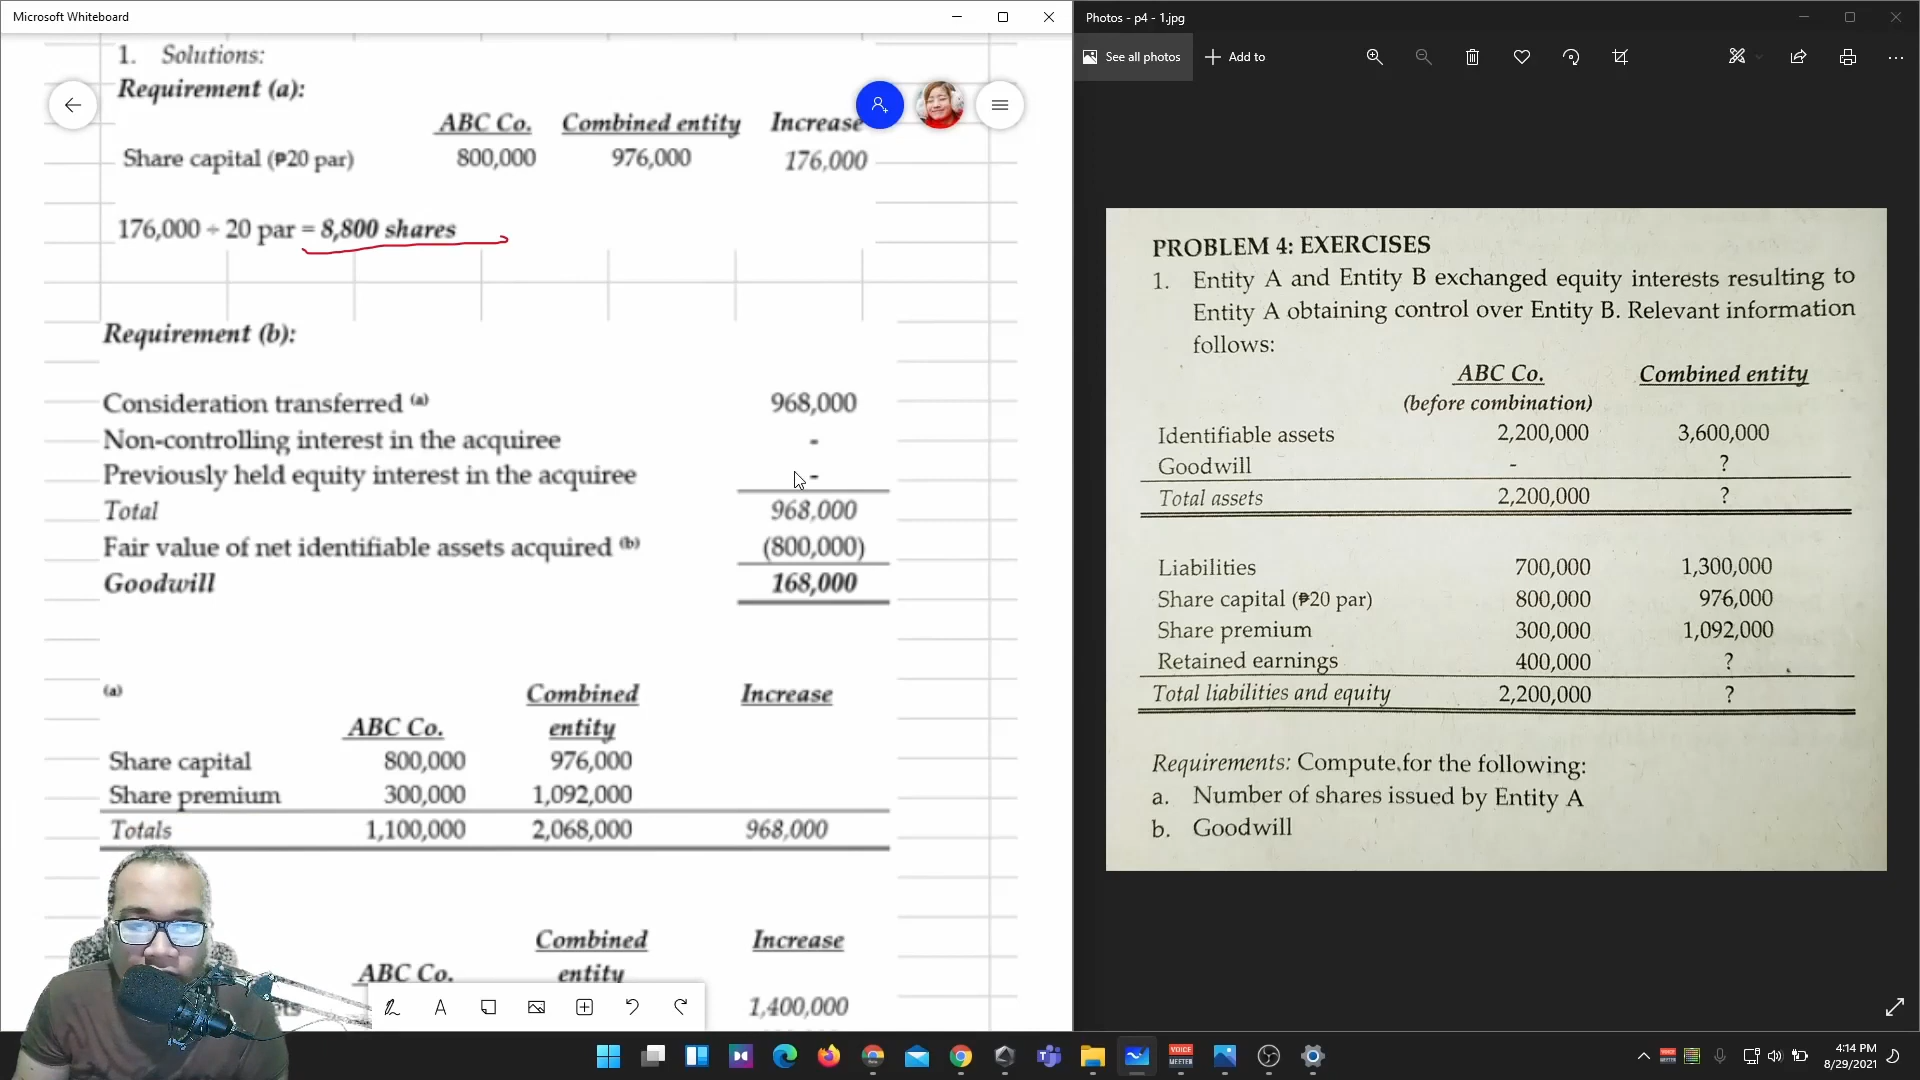 Microsoft Whiteboard
1. Solutions:
Requirement (a):
ABC Co. Combined entity Increase
Share capital (₱20 par) 800,000 976,000 176,000
176,000 ÷ 20 par = 8,800 shares
Requirement (b):
Consideration transferred (a) 968,000
Non-controlling interest in the acquiree -
Previously held equity interest in the acquiree -
Total 968,000
Fair value of net identifiable assets acquired (b) (800,000)
Goodwill 168,000
(a) Combined Increase
ABC Co. entity
Share capital 800,000 976,000
Share premium 300,000 1,092,000
Totals 1,100,000 2,068,000 968,000
Combined Increase
ABC Co. entity
1,400,000
Photos - p4 - 1.jpg
See all photos Add to
PROBLEM 4: EXERCISES
1. Entity A and Entity B exchanged equity interests resulting to
Entity A obtaining control over Entity B. Relevant information
follows:
ABC Co. Combined entity
(before combination)
Identifiable assets 2,200,000 3,600,000
Goodwill - ?
Total assets 2,200,000 ?
Liabilities 700,000 1,300,000
Share capital (₱20 par) 800,000 976,000
Share premium 300,000 1,092,000
Retained earnings 400,000 ?
Total liabilities and equity 2,200,000 ?
Requirements: Compute for the following:
a. Number of shares issued by Entity A
b. Goodwill
VOICE
MEETER
4:14 PM
8/29/2021